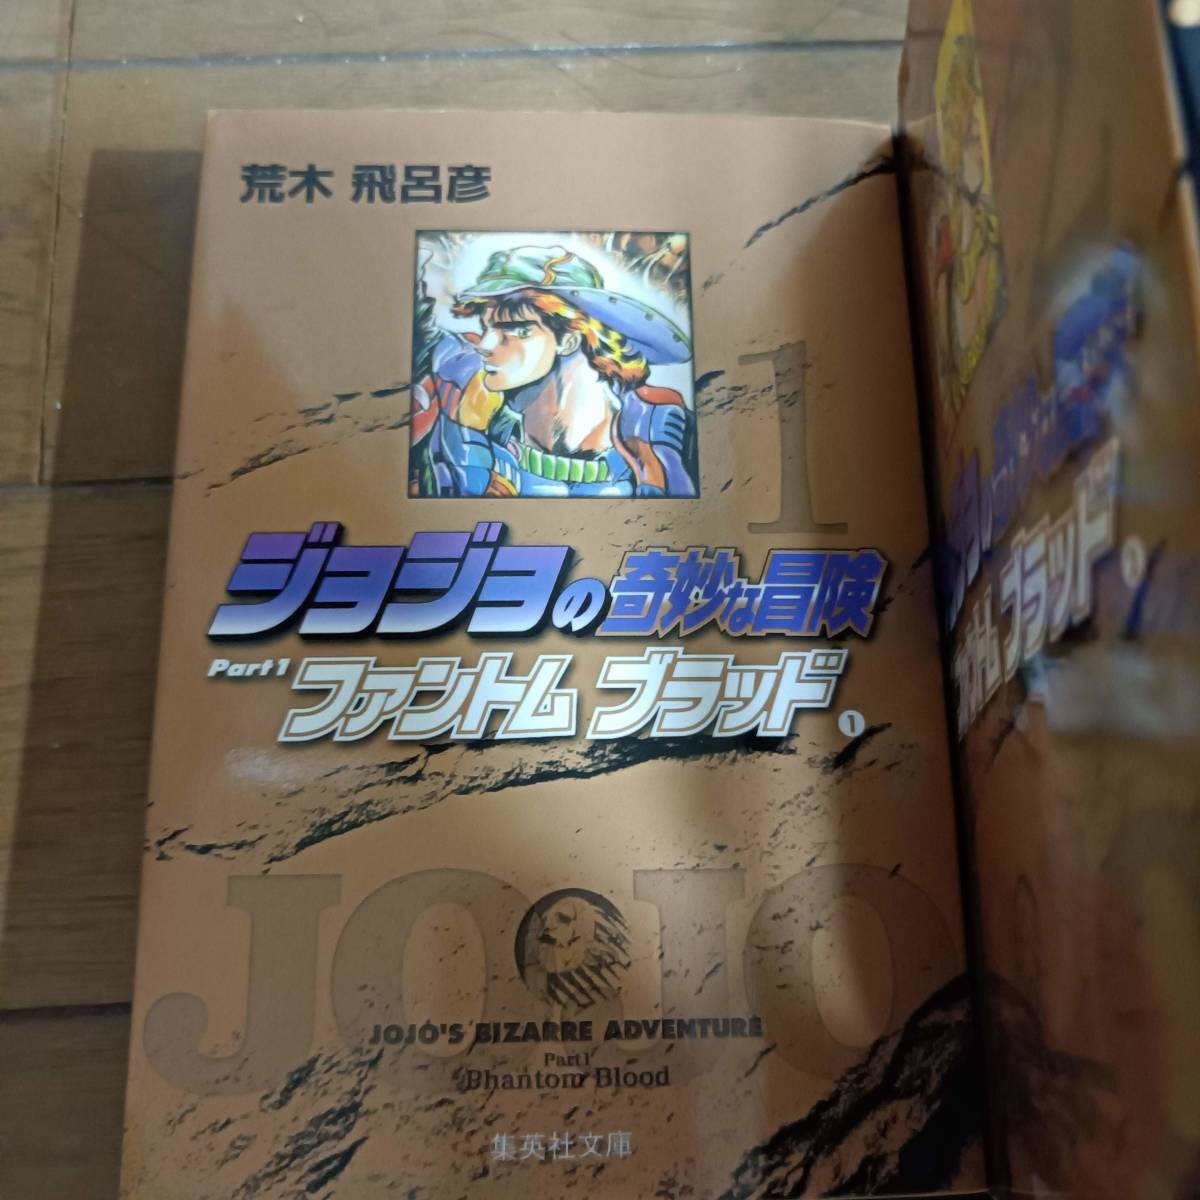 荒木 飛呂彦
1
ジョジョの奇妙な冒険
Part1
ファントム ブラッド 1
JOJO
JOJO'S BIZARRE ADVENTURE
Part1
Phantom Blood
集英社文庫
ブラッド